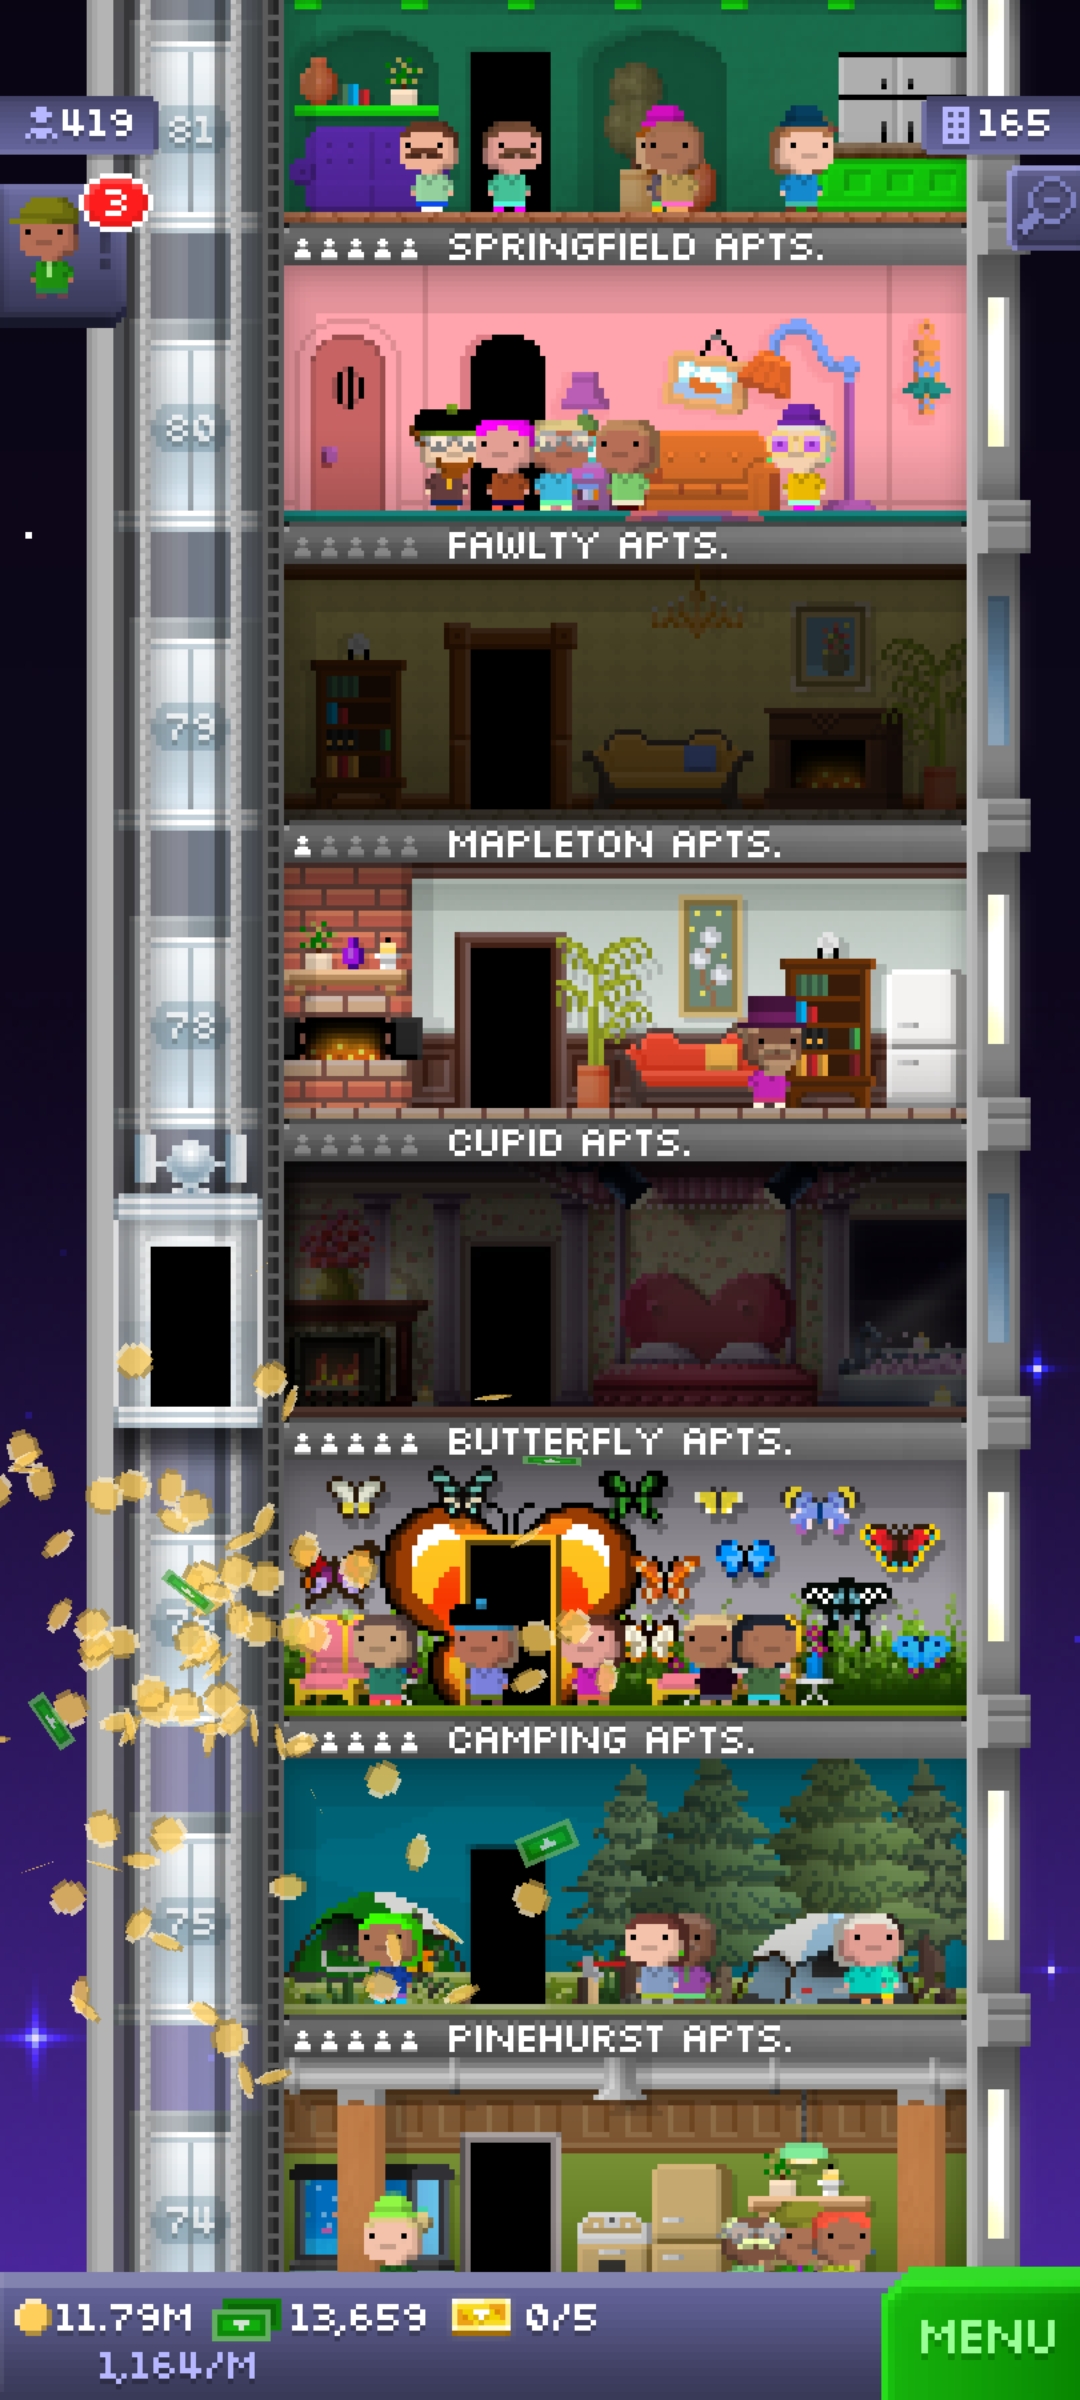 419
81
165
3
SPRINGFIELD APTS.
80
FAWLTY APTS.
79
MAPLETON APTS.
78
CUPID APTS.
BUTTERFLY APTS.
CAMPING APTS.
75
PINEHURST APTS.
74
11.79M 13,659 0/5
1,164/M
MENU